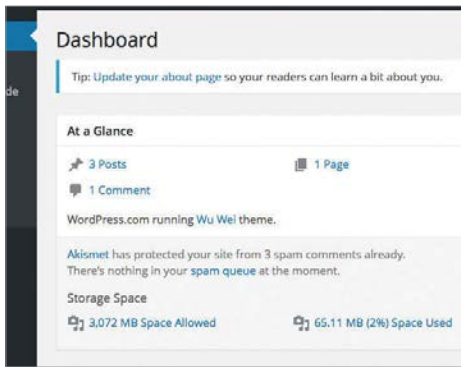 Dashboard
Tip: Update your about page so your readers can learn a bit about you.
de
At a Glance
3 Posts 1 Page
1 Comment
WordPress.com running Wu Wei theme.
Akismet has protected your site from 3 spam comments already.
There's nothing in your spam queue at the moment.
Storage Space
3,072 MB Space Allowed 65.11 MB (2%) Space Used